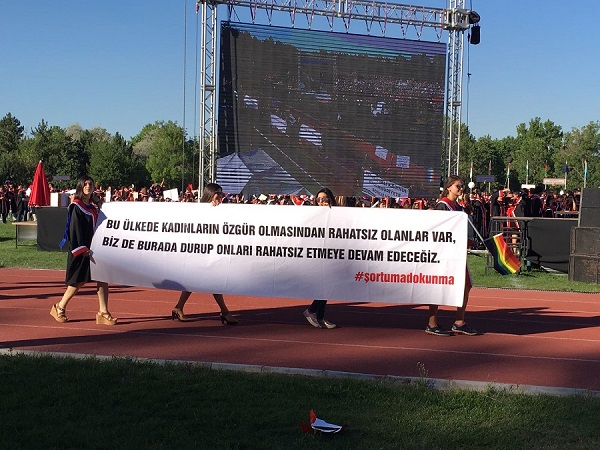 BU ÜLKEDE KADINLARIN ÖZGÜR OLMASINDAN RAHATSIZ OLANLAR VAR,
BİZ DE BURADA DURUP ONLARI RAHATSIZ ETMEYE DEVAM EDECEĞİZ.
#şortumadokunma